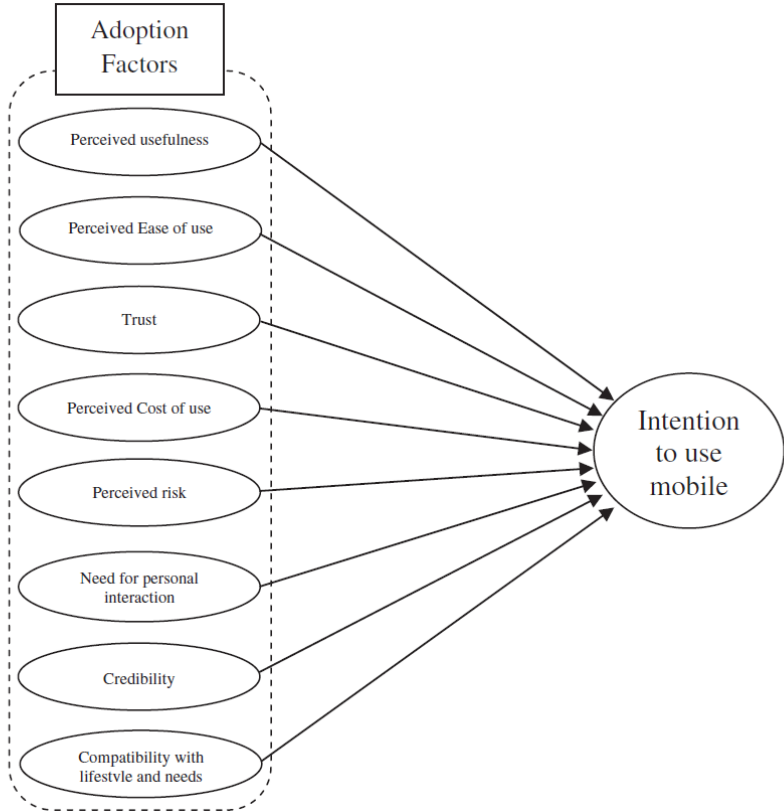 Adoption
Factors
Perceived usefulness
Perceived Ease of use
Trust
Perceived Cost of use
Perceived risk
Need for personal
interaction
Credibility
Compatibility with
lifestyle and needs
Intention
to use
mobile